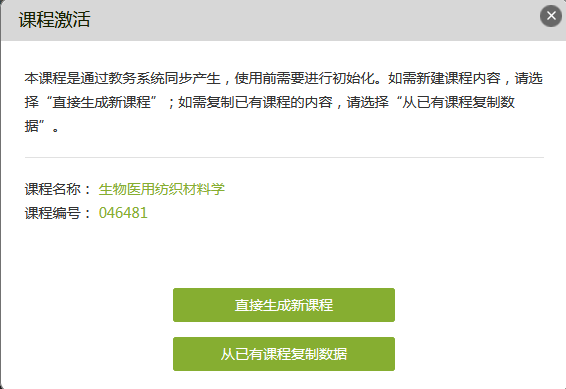 课程激活
本课程是通过教务系统同步产生，使用前需要进行初始化。如需新建课程内容，请选
择“直接生成新课程”；如需复制已有课程的内容，请选择“从已有课程复制数
据”。
课程名称： 生物医用纺织材料学
课程编号： 046481
直接生成新课程
从已有课程复制数据